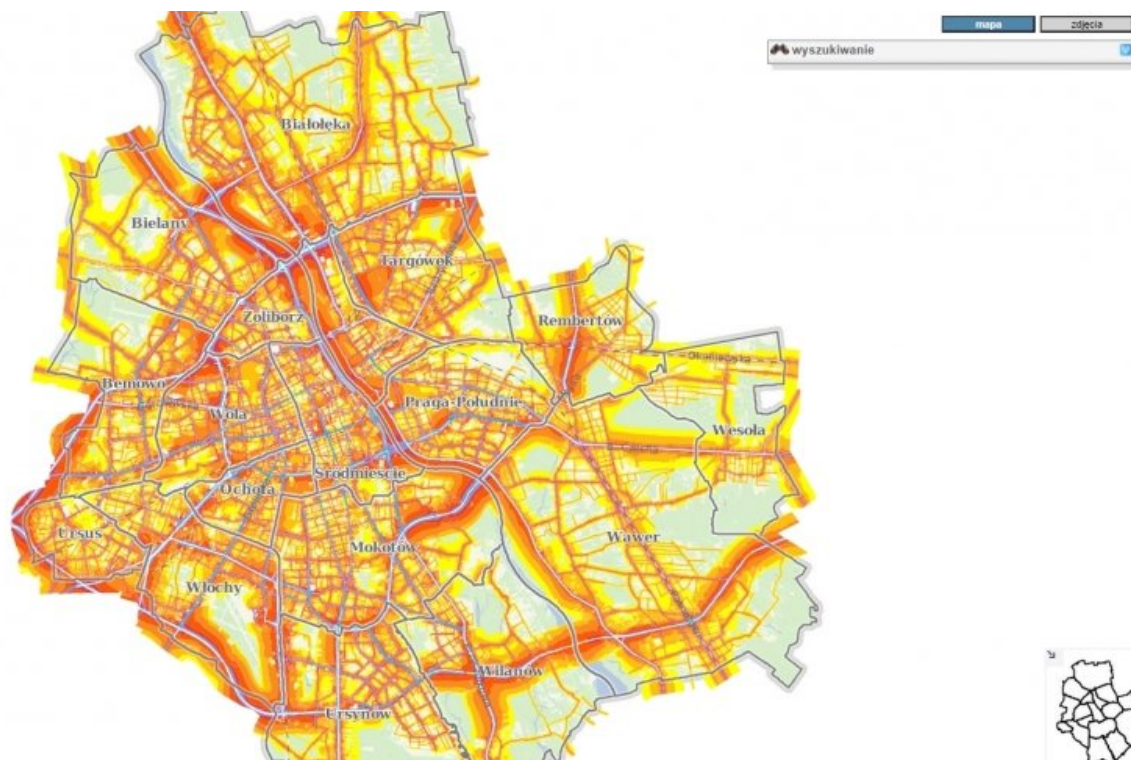 mapa
zdjęcia
wyszukiwanie
Białołęka
Bielany
Targówek
Żoliborz
Rembertów
Bemowo
Wola
Praga-Południe
Wesoła
Śródmieście
Ochota
Ursus
Mokotów
Wawer
Włochy
Wilanów
Ursynów